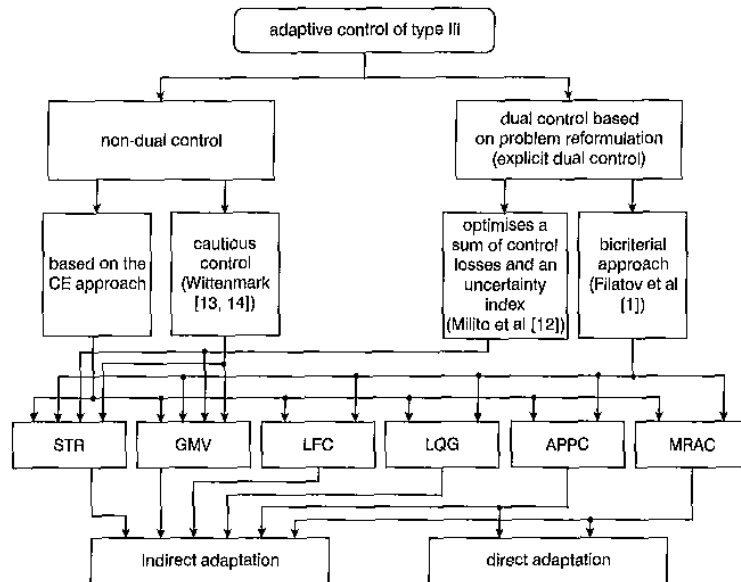 adaptive control of type III
non-dual control
dual control based
on problem reformulation
(explicit dual control)
based on the
CE approach
cautious
control
(Wittenmark
[13, 14])
optimises a
sum of control
losses and an
uncertainty
index
(Milito et al [12])
bicriterial
approach
(Filatov et al
[1])
STR
GMV
LFC
LQG
APPC
MRAC
Indirect adaptation
direct adaptation